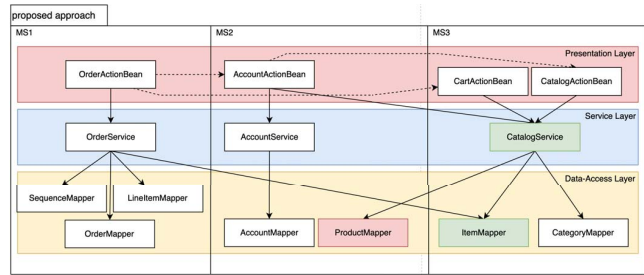 proposed approach
MS1
MS2
MS3
Presentation Layer
OrderActionBean
AccountActionBean
CartActionBean
CatalogActionBean
Service Layer
OrderService
AccountService
CatalogService
Data-Access Layer
SequenceMapper
LineItemMapper
OrderMapper
AccountMapper
ProductMapper
ItemMapper
CategoryMapper